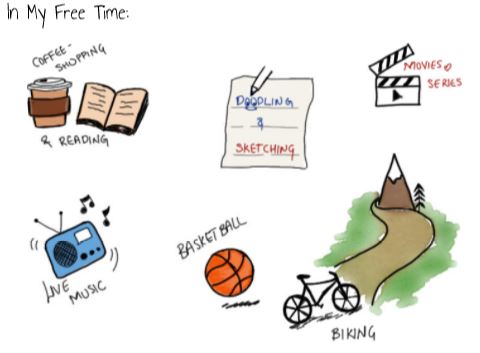 In My Free Time:
COFFEE-
SHOPPING
& READING
DOODLING
&
SKETCHING
MOVIES &
SERIES
LIVE
MUSIC
BASKETBALL
BIKING